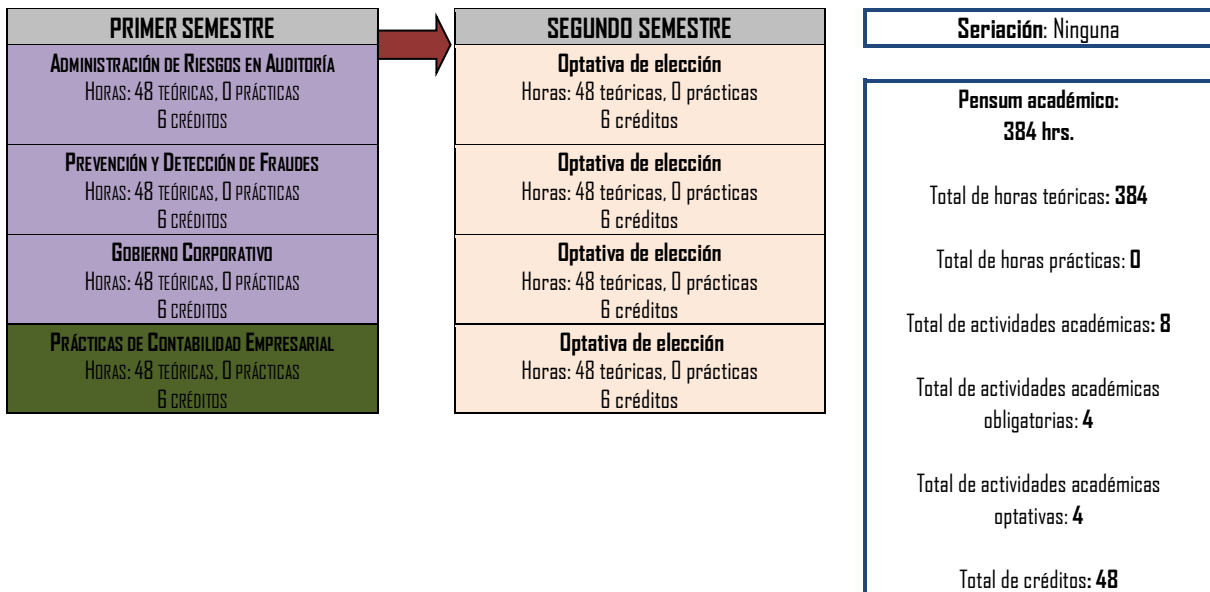 PRIMER SEMESTRE
ADMINISTRACIÓN DE RIESGOS EN AUDITORÍA
HORAS: 48 TEÓRICAS, 0 PRÁCTICAS
6 CRÉDITOS
PREVENCIÓN Y DETECCIÓN DE FRAUDES
HORAS: 48 TEÓRICAS, 0 PRÁCTICAS
6 CRÉDITOS
GOBIERNO CORPORATIVO
HORAS: 48 TEÓRICAS, 0 PRÁCTICAS
6 CRÉDITOS
PRÁCTICAS DE CONTABILIDAD EMPRESARIAL
HORAS: 48 TEÓRICAS, 0 PRÁCTICAS
6 CRÉDITOS
SEGUNDO SEMESTRE
Optativa de elección
Horas: 48 teóricas, 0 prácticas
6 créditos
Optativa de elección
Horas: 48 teóricas, 0 prácticas
6 créditos
Optativa de elección
Horas: 48 teóricas, 0 prácticas
6 créditos
Optativa de elección
Horas: 48 teóricas, 0 prácticas
6 créditos
Seriación: Ninguna
Pensum académico:
384 hrs.
Total de horas teóricas: 384
Total de horas prácticas: 0
Total de actividades académicas: 8
Total de actividades académicas
obligatorias: 4
Total de actividades académicas
optativas: 4
Total de créditos: 48